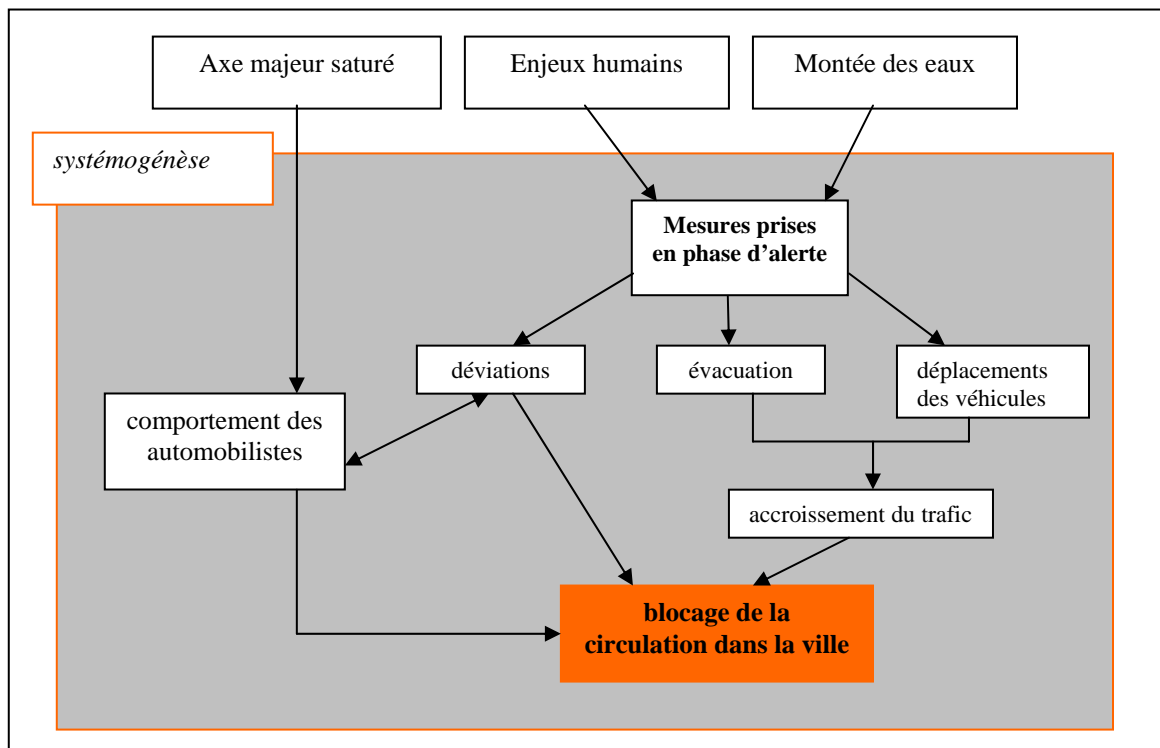 Axe majeur saturé
Enjeux humains
Montée des eaux
systémogénèse
Mesures prises
en phase d’alerte
déviations
évacuation
déplacements
des véhicules
comportement des
automobilistes
accroissement du trafic
blocage de la
circulation dans la ville